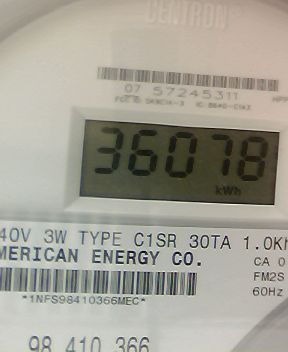 CENTRON®
07 57245311
36078
kWh
40V 3W TYPE C1SR 30TA 1.0Kh
MERICAN ENERGY CO.
CA 0
FM2S
60Hz
*1NFS98410366MEC*
98 410 366